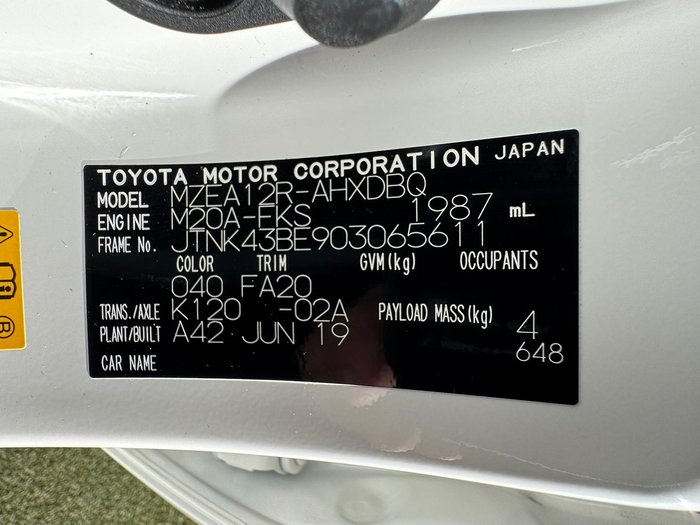 TOYOTA MOTOR CORPORATION JAPAN
MODEL MZEA12R-AHXDBQ
ENGINE M20A-FKS 1987 mL
FRAME No. JTNK43BE903065611
COLOR TRIM GVM(kg) OCCUPANTS
040 FA20
TRANS./AXLE K120 -02A PAYLOAD MASS(kg) 4
PLANT/BUILT A42 JUN 19 648
CAR NAME